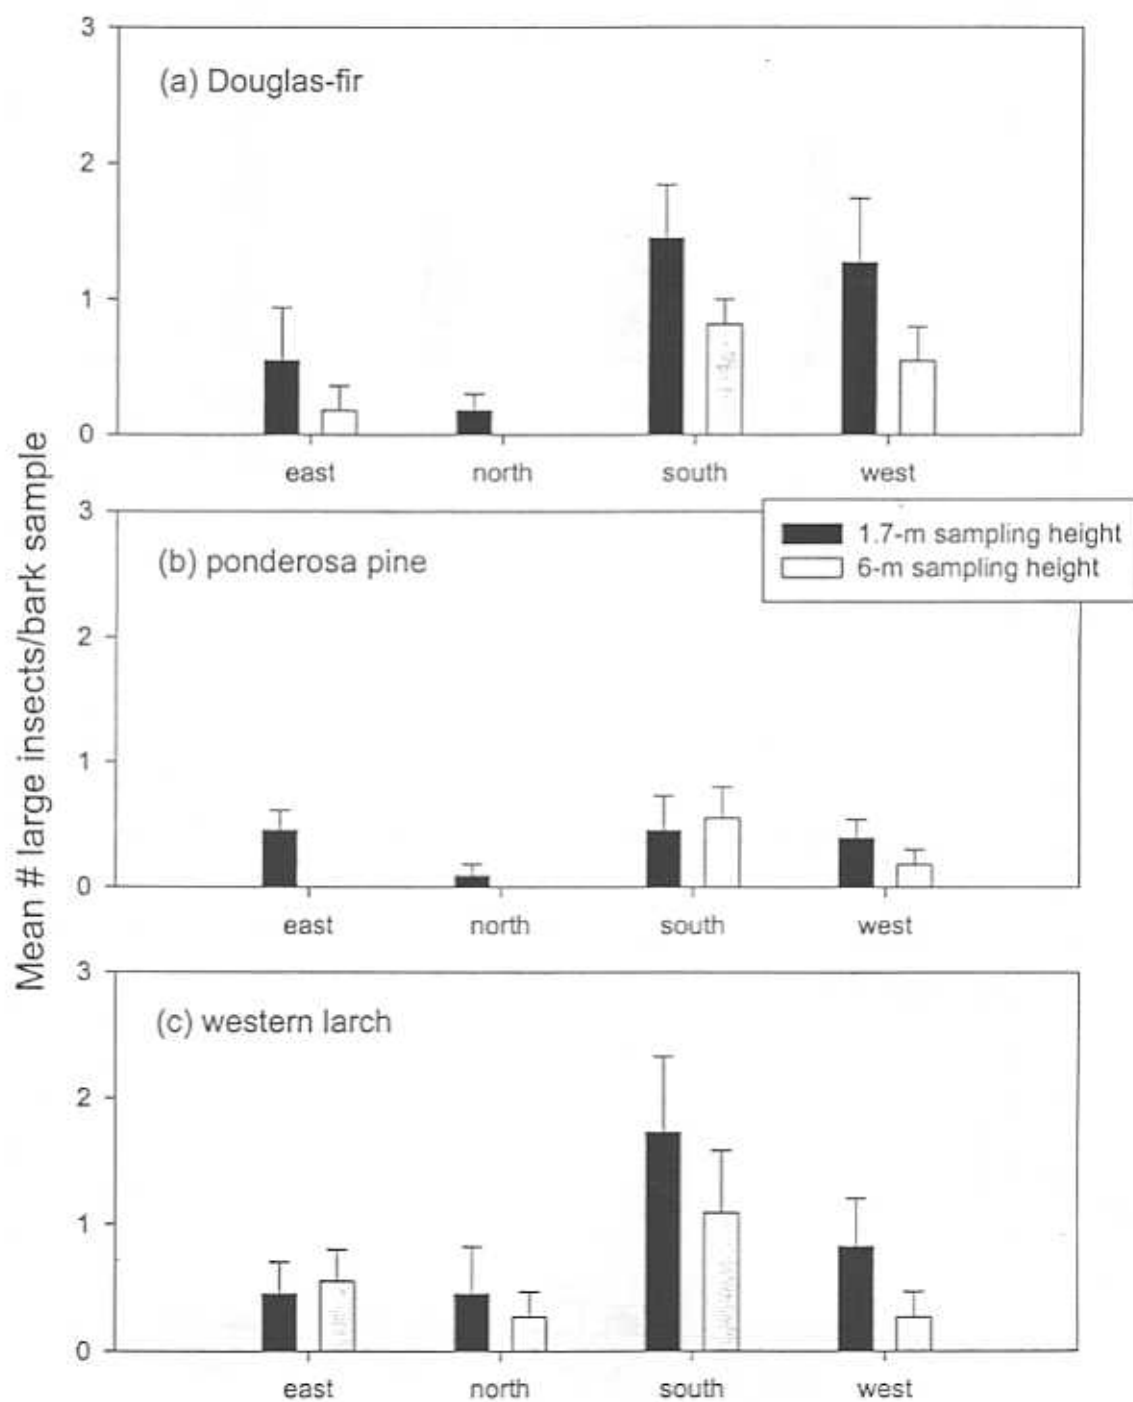 Mean # large insects/bark sample
3
(a) Douglas-fir
2
1
0
east north south west
3
(b) ponderosa pine
1.7-m sampling height
6-m sampling height
2
1
0
east north south west
3
(c) western larch
2
1
0
east north south west